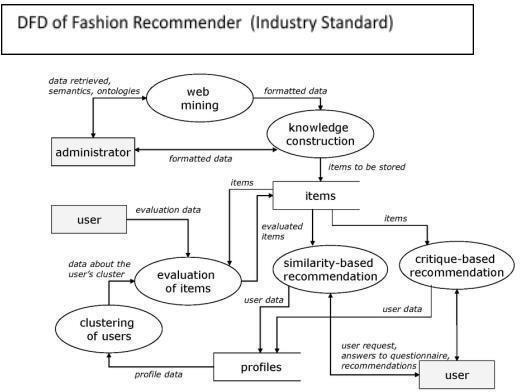 DFD of Fashion Recommender (Industry Standard)
data retrieved,
semantics, ontologies
web
mining
formatted data
knowledge
construction
administrator
formatted data
items to be stored
items
items
user
evaluation data
evaluated
items
items
data about the
user's cluster
evaluation
of items
similarity-based
recommendation
critique-based
recommendation
user data
user data
clustering
of users
user request,
answers to questionnaire,
recommendations
profile data
profiles
user